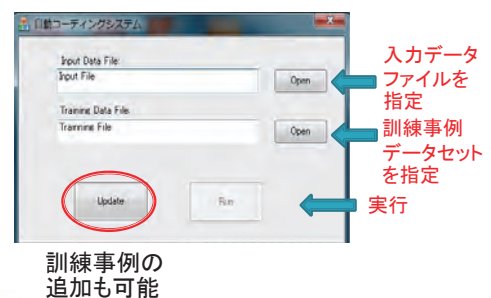 自動コーティングシステム
Input Data File:
Input File
Open
入力データ
ファイルを
指定
Training Data File:
Trainning File
Open
訓練事例
データセット
を指定
Update
Run
実行
訓練事例の
追加も可能